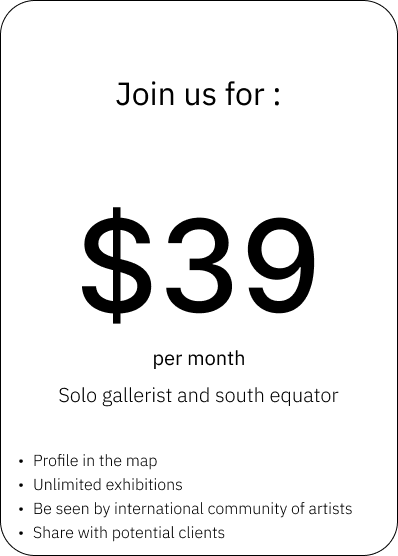 Join us for :
$39
per month
Solo gallerist and south equator
• Profile in the map
• Unlimited exhibitions
• Be seen by international community of artists
• Share with potential clients